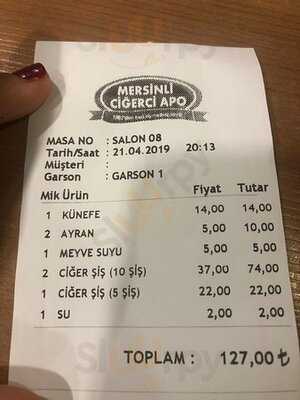 MERSİNLİ
CİĞERCİ APO
MASA NO : SALON 08
Tarih/Saat : 21.04.2019 20:13
Müşteri :
Garson : GARSON 1
Mik Ürün Fiyat Tutar
1 KÜNEFE 14,00 14,00
2 AYRAN 5,00 10,00
1 MEYVE SUYU 5,00 5,00
2 CİĞER ŞİŞ (10 ŞİŞ) 37,00 74,00
1 CİĞER ŞİŞ (5 ŞİŞ) 22,00 22,00
1 SU 2,00 2,00
TOPLAM : 127,00₺